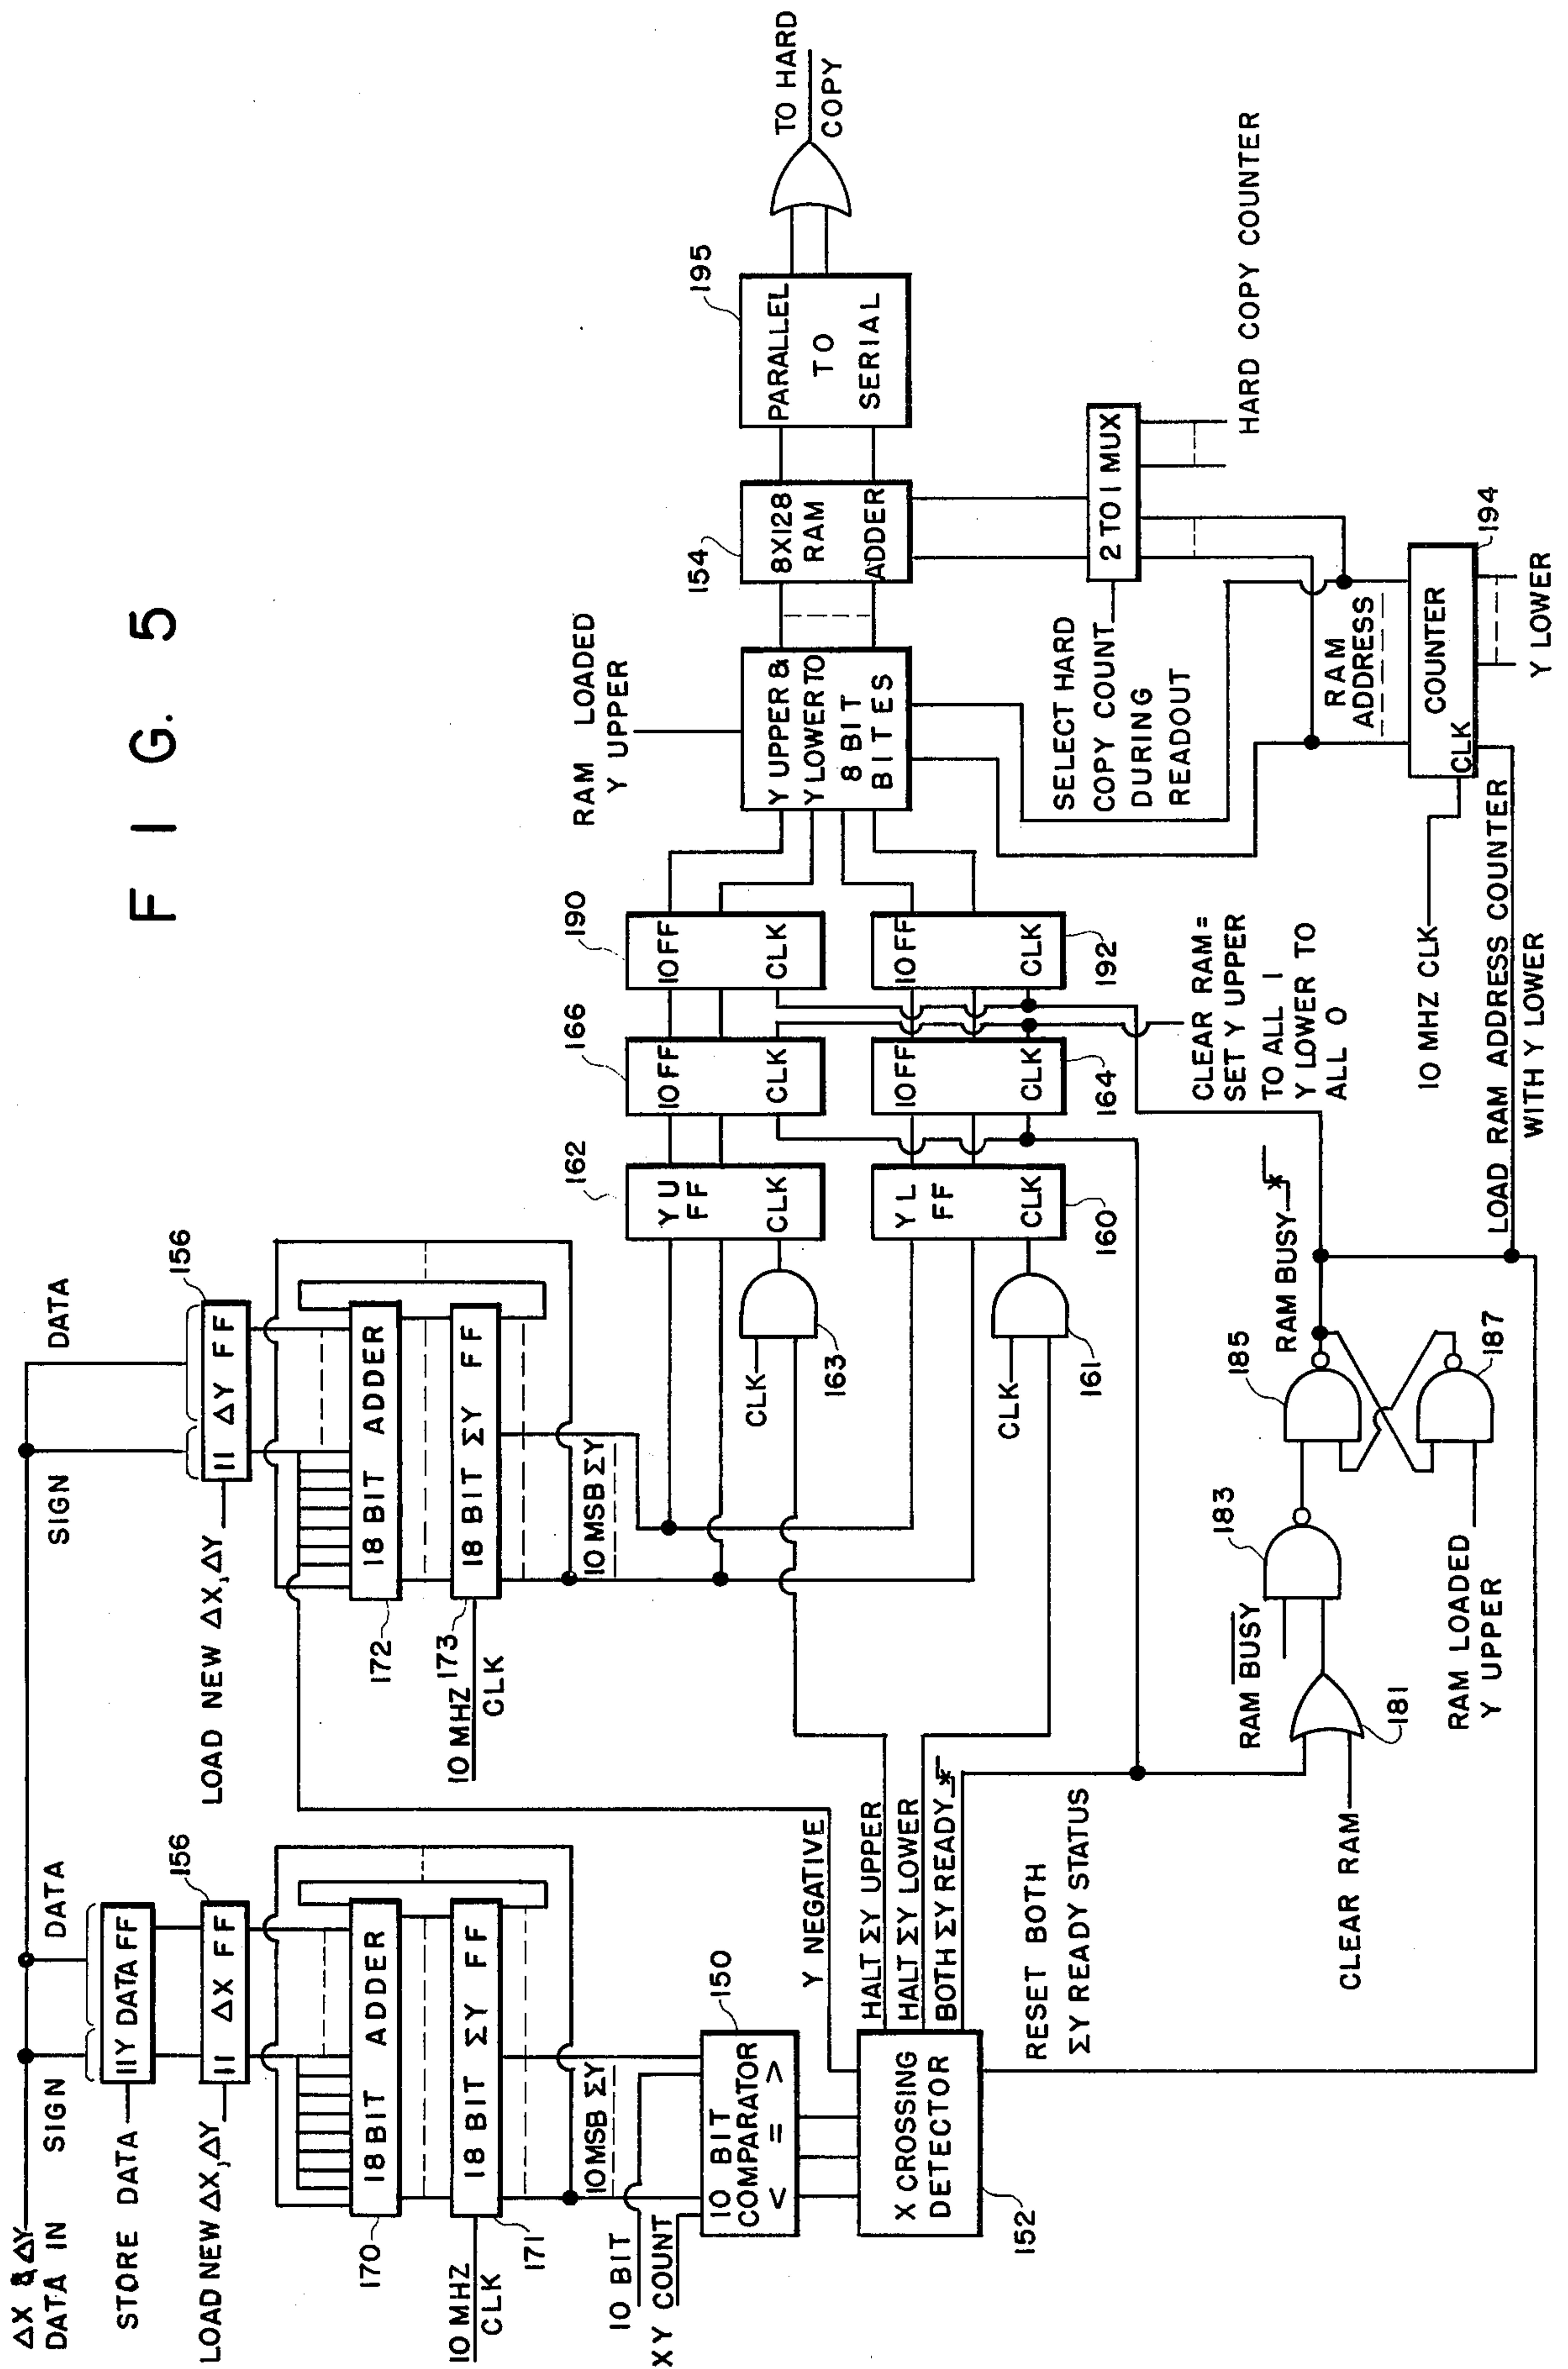 FIG. 5
ΔX & ΔY
DATA IN
SIGN
DATA
SIGN
DATA
STORE DATA
11Y DATA FF
156
LOAD NEW ΔX,ΔY
11 ΔX FF
156
LOAD NEW ΔX,ΔY
11 ΔY FF
18 BIT ADDER
170
18 BIT ADDER
172
10 MHZ
CLK
18 BIT ΣY FF
171
10 MHZ
CLK
173
18 BIT ΣY FF
10 MSB ΣY
10 MSB ΣY
10 BIT
XY COUNT
10 BIT
COMPARATOR
< = >
150
Y NEGATIVE
X CROSSING
DETECTOR
152
HALT ΣY UPPER
HALT ΣY LOWER
BOTH ΣY READY *
RESET BOTH
ΣY READY STATUS
CLK
163
CLK
161
162
YU
FF
CLK
YL
FF
CLK
160
166
10FF
CLK
10FF
CLK
164
190
10FF
CLK
10FF
CLK
192
CLEAR RAM =
SET Y UPPER
TO ALL 1
Y LOWER TO
ALL 0
RAM LOADED
Y UPPER
Y UPPER &
Y LOWER TO
8 BIT
BITES
154
8X128
RAM
ADDER
195
PARALLEL
TO
SERIAL
TO HARD
COPY
SELECT HARD
COPY COUNT
DURING
READOUT
2 TO 1 MUX
HARD COPY COUNTER
RAM
ADDRESS
COUNTER
CLK
194
Y LOWER
10 MHZ CLK
LOAD RAM ADDRESS COUNTER
WITH Y LOWER
CLEAR RAM
181
RAM BUSY
183
185
RAM BUSY *
187
RAM LOADED
Y UPPER